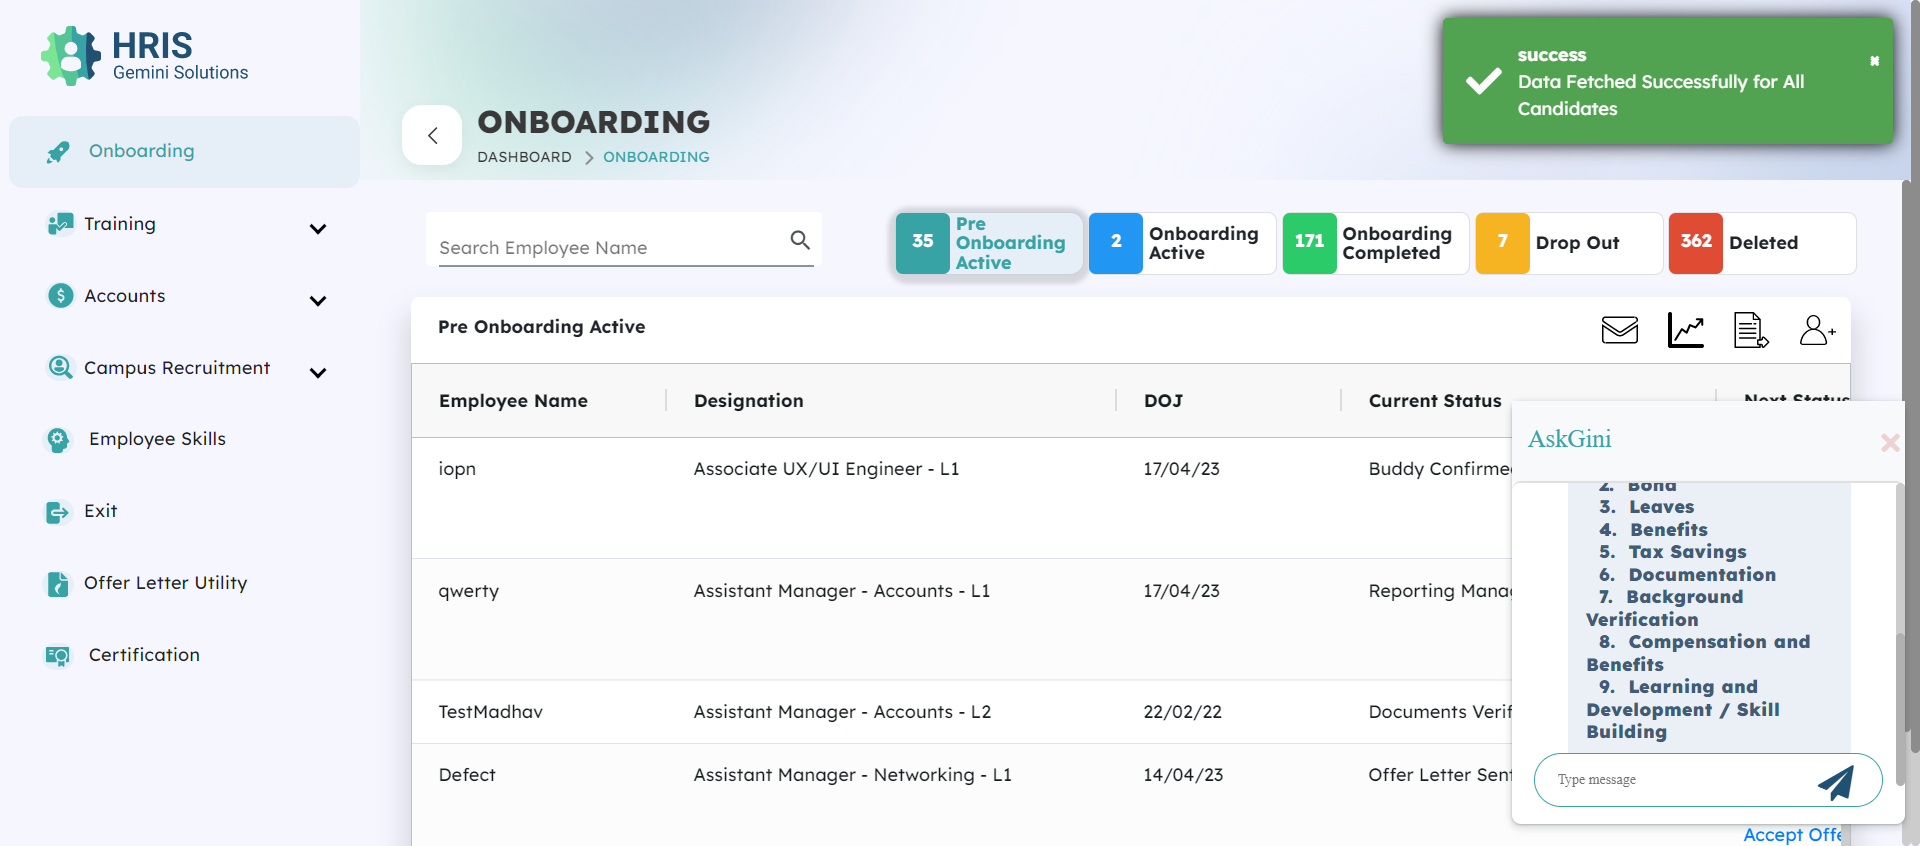 HRIS
Gemini Solutions
Onboarding
Training
Accounts
Campus Recruitment
Employee Skills
Exit
Offer Letter Utility
Certification
ONBOARDING
DASHBOARD
ONBOARDING
success
Data Fetched Successfully for All
Candidates
Search Employee Name
35
Pre
Onboarding
Active
2
Onboarding
Active
171
Onboarding
Completed
7
Drop Out
362
Deleted
Pre Onboarding Active
Employee Name
Designation
DOJ
Current Status
Next Status
iopn
Associate UX/UI Engineer - L1
17/04/23
Buddy Confirmed
qwerty
Assistant Manager - Accounts - L1
17/04/23
Reporting Mana
TestMadhav
Assistant Manager - Accounts - L2
22/02/22
Documents Verif
Defect
Assistant Manager - Networking - L1
14/04/23
Offer Letter Sent
Accept Offe
AskGini
2. Bond
3. Leaves
4. Benefits
5. Tax Savings
6. Documentation
7. Background
Verification
8. Compensation and
Benefits
9. Learning and
Development / Skill
Building
Type message